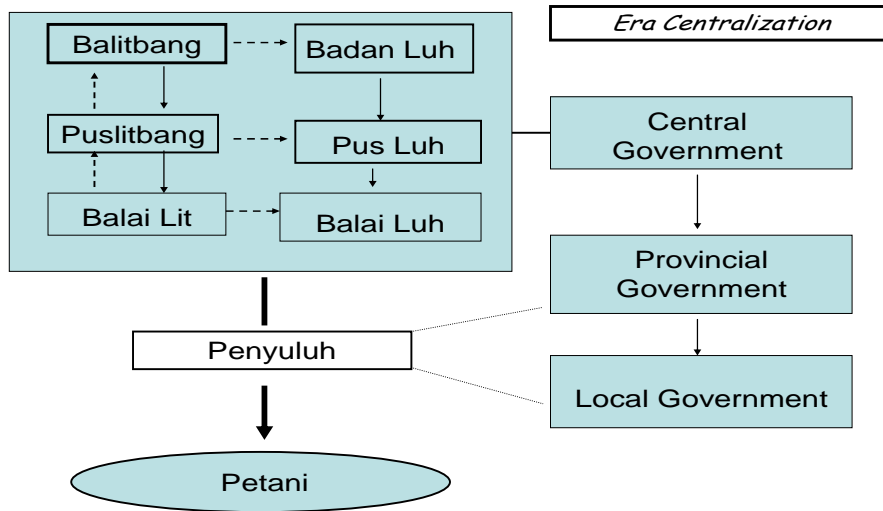 Era Centralization
Balitbang
Badan Luh
Puslitbang
Pus Luh
Balai Lit
Balai Luh
Central
Government
Provincial
Government
Penyuluh
Local Government
Petani